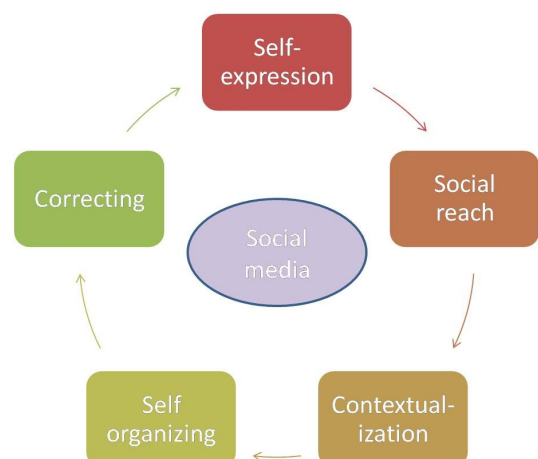 Self-
expression
Social
reach
Contextual-
ization
Self
organizing
Correcting
Social
media